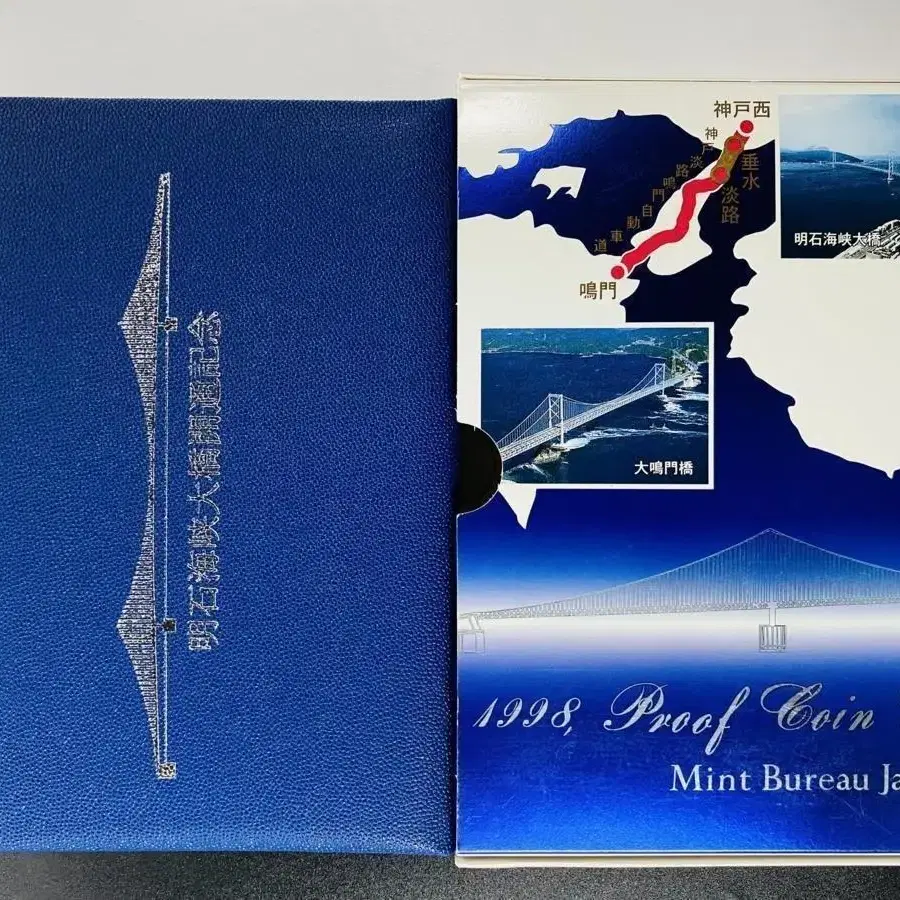 明石海峡大橋開通記念
神戸西
垂水
淡路
神戸淡路鳴門自動車道
鳴門
明石海峡大橋
大鳴門橋
1998, Proof Coin
Mint Bureau Ja